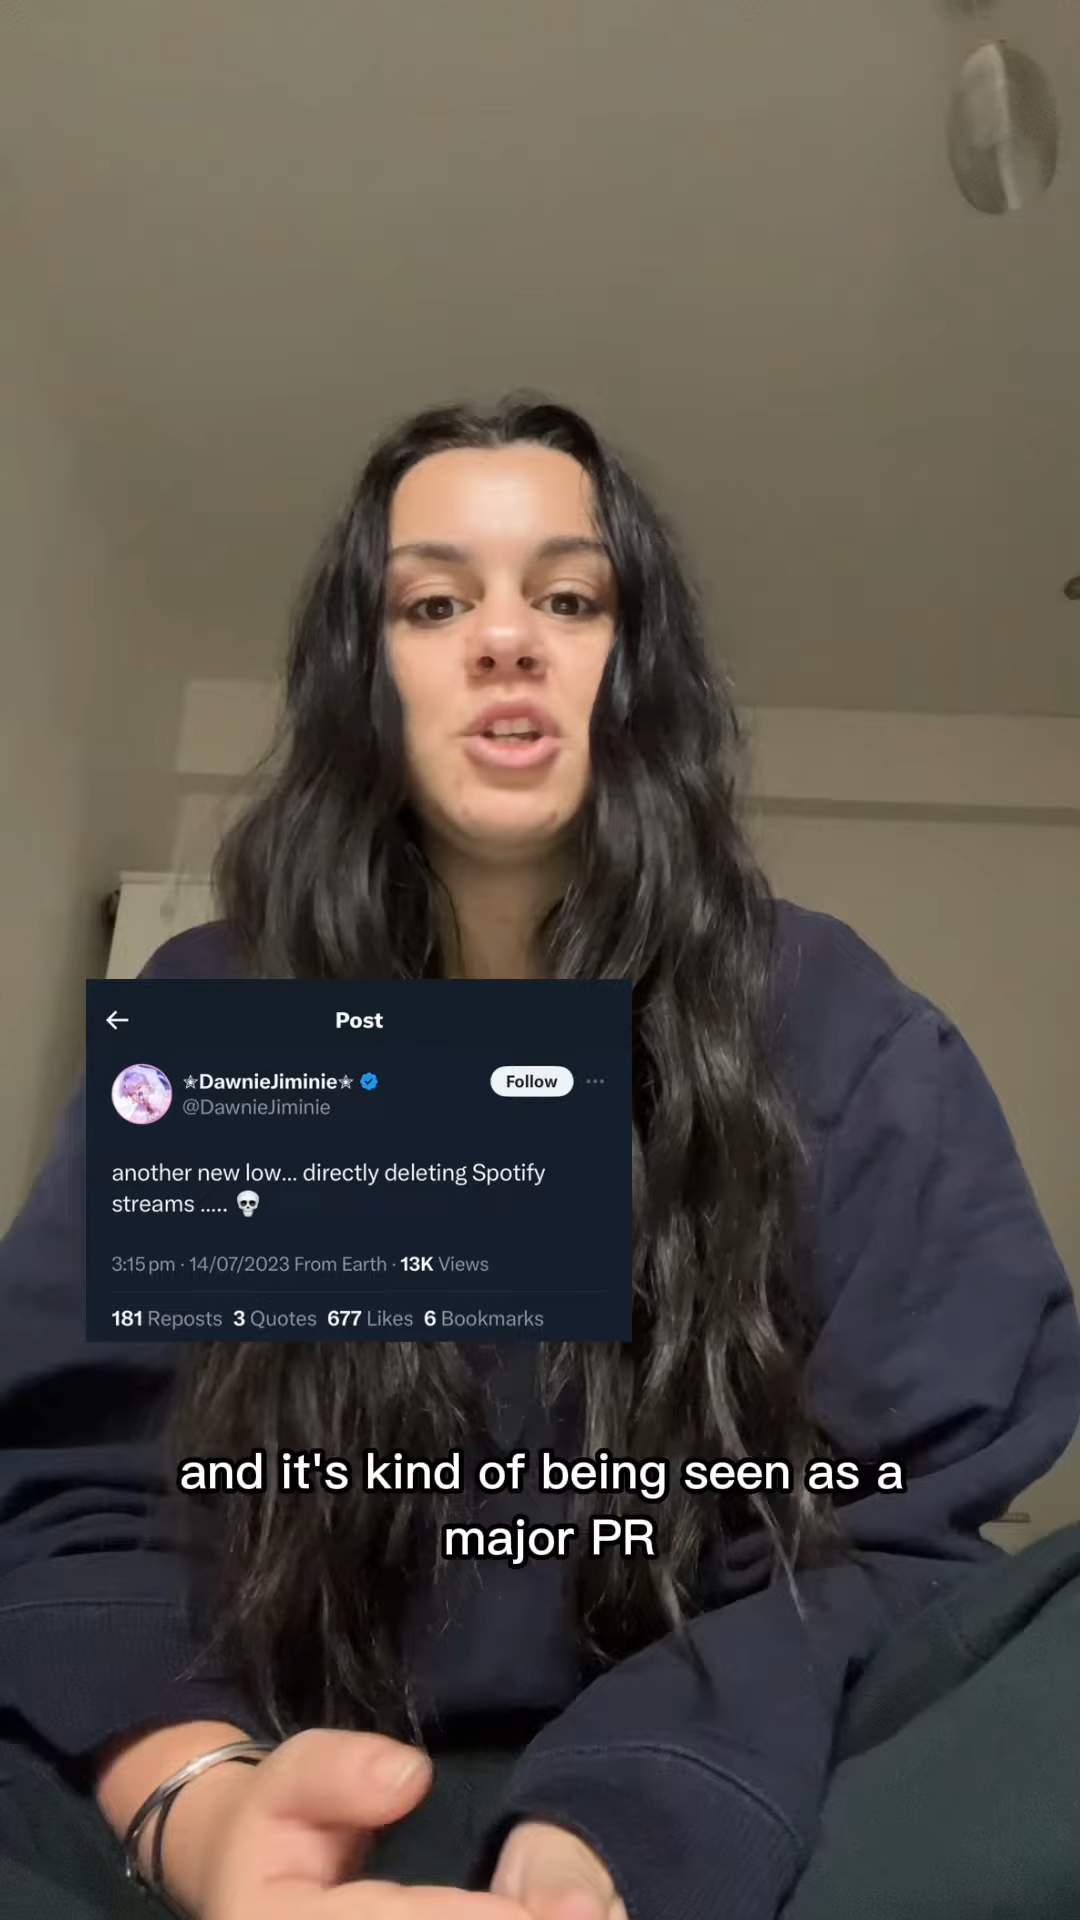 Post
✯DawnieJiminie✯
Follow
@DawnieJiminie
another new low... directly deleting Spotify
streams ..... 💀
3:15 pm · 14/07/2023 From Earth · 13K Views
181 Reposts 3 Quotes 677 Likes 6 Bookmarks
and it's kind of being seen as a
major PR